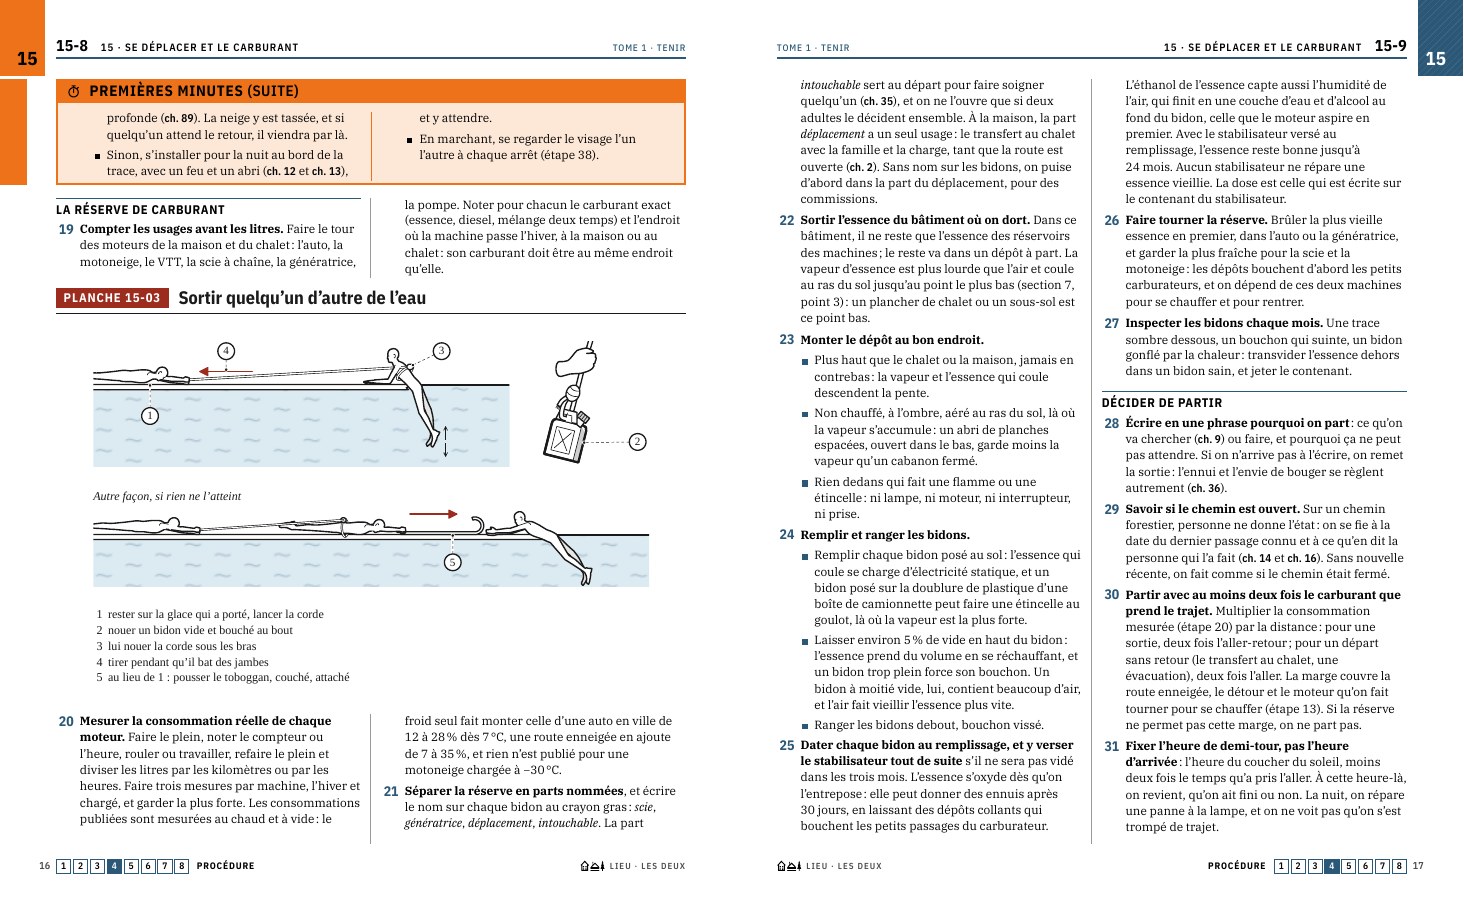 15
15-8 15 · SE DÉPLACER ET LE CARBURANT
TOME 1 · TENIR
PREMIÈRES MINUTES (SUITE)
profonde (ch. 89). La neige y est tassée, et si
quelqu’un attend le retour, il viendra par là.
■ Sinon, s’installer pour la nuit au bord de la
trace, avec un feu et un abri (ch. 12 et ch. 13),
et y attendre.
■ En marchant, se regarder le visage l’un
l’autre à chaque arrêt (étape 38).
LA RÉSERVE DE CARBURANT
19 Compter les usages avant les litres. Faire le tour
des moteurs de la maison et du chalet : l’auto, la
motoneige, le VTT, la scie à chaîne, la génératrice,
la pompe. Noter pour chacun le carburant exact
(essence, diesel, mélange deux temps) et l’endroit
où la machine passe l’hiver, à la maison ou au
chalet : son carburant doit être au même endroit
qu’elle.
PLANCHE 15-03 Sortir quelqu’un d’autre de l’eau
4
3
1
2
Autre façon, si rien ne l’atteint
5
1 rester sur la glace qui a porté, lancer la corde
2 nouer un bidon vide et bouché au bout
3 lui nouer la corde sous les bras
4 tirer pendant qu’il bat des jambes
5 au lieu de 1 : pousser le toboggan, couché, attaché
20 Mesurer la consommation réelle de chaque
moteur. Faire le plein, noter le compteur ou
l’heure, rouler ou travailler, refaire le plein et
diviser les litres par les kilomètres ou par les
heures. Faire trois mesures par machine, l’hiver et
chargé, et garder la plus forte. Les consommations
publiées sont mesurées au chaud et à vide : le
froid seul fait monter celle d’une auto en ville de
12 à 28 % dès 7 °C, une route enneigée en ajoute
de 7 à 35 %, et rien n’est publié pour une
motoneige chargée à −30 °C.
21 Séparer la réserve en parts nommées, et écrire
le nom sur chaque bidon au crayon gras : scie,
génératrice, déplacement, intouchable. La part
16 1 2 3 4 5 6 7 8 PROCÉDURE
LIEU · LES DEUX
TOME 1 · TENIR
15 · SE DÉPLACER ET LE CARBURANT 15-9
15
intouchable sert au départ pour faire soigner
quelqu’un (ch. 35), et on ne l’ouvre que si deux
adultes le décident ensemble. À la maison, la part
déplacement a un seul usage : le transfert au chalet
avec la famille et la charge, tant que la route est
ouverte (ch. 2). Sans nom sur les bidons, on puise
d’abord dans la part du déplacement, pour des
commissions.
22 Sortir l’essence du bâtiment où on dort. Dans ce
bâtiment, il ne reste que l’essence des réservoirs
des machines ; le reste va dans un dépôt à part. La
vapeur d’essence est plus lourde que l’air et coule
au ras du sol jusqu’au point le plus bas (section 7,
point 3) : un plancher de chalet ou un sous-sol est
ce point bas.
23 Monter le dépôt au bon endroit.
■ Plus haut que le chalet ou la maison, jamais en
contrebas : la vapeur et l’essence qui coule
descendent la pente.
■ Non chauffé, à l’ombre, aéré au ras du sol, là où
la vapeur s’accumule : un abri de planches
espacées, ouvert dans le bas, garde moins la
vapeur qu’un cabanon fermé.
■ Rien dedans qui fait une flamme ou une
étincelle : ni lampe, ni moteur, ni interrupteur,
ni prise.
24 Remplir et ranger les bidons.
■ Remplir chaque bidon posé au sol : l’essence qui
coule se charge d’électricité statique, et un
bidon posé sur la doublure de plastique d’une
boîte de camionnette peut faire une étincelle au
goulot, là où la vapeur est la plus forte.
■ Laisser environ 5 % de vide en haut du bidon :
l’essence prend du volume en se réchauffant, et
un bidon trop plein force son bouchon. Un
bidon à moitié vide, lui, contient beaucoup d’air,
et l’air fait vieillir l’essence plus vite.
■ Ranger les bidons debout, bouchon vissé.
25 Dater chaque bidon au remplissage, et y verser
le stabilisateur tout de suite s’il ne sera pas vidé
dans les trois mois. L’essence s’oxyde dès qu’on
l’entrepose : elle peut donner des ennuis après
30 jours, en laissant des dépôts collants qui
bouchent les petits passages du carburateur.
L’éthanol de l’essence capte aussi l’humidité de
l’air, qui finit en une couche d’eau et d’alcool au
fond du bidon, celle que le moteur aspire en
premier. Avec le stabilisateur versé au
remplissage, l’essence reste bonne jusqu’à
24 mois. Aucun stabilisateur ne répare une
essence vieillie. La dose est celle qui est écrite sur
le contenant du stabilisateur.
26 Faire tourner la réserve. Brûler la plus vieille
essence en premier, dans l’auto ou la génératrice,
et garder la plus fraîche pour la scie et la
motoneige : les dépôts bouchent d’abord les petits
carburateurs, et on dépend de ces deux machines
pour se chauffer et pour rentrer.
27 Inspecter les bidons chaque mois. Une trace
sombre dessous, un bouchon qui suinte, un bidon
gonflé par la chaleur : transvider l’essence dehors
dans un bidon sain, et jeter le contenant.
DÉCIDER DE PARTIR
28 Écrire en une phrase pourquoi on part : ce qu’on
va chercher (ch. 9) ou faire, et pourquoi ça ne peut
pas attendre. Si on n’arrive pas à l’écrire, on remet
la sortie : l’ennui et l’envie de bouger se règlent
autrement (ch. 36).
29 Savoir si le chemin est ouvert. Sur un chemin
forestier, personne ne donne l’état : on se fie à la
date du dernier passage connu et à ce qu’en dit la
personne qui l’a fait (ch. 14 et ch. 16). Sans nouvelle
récente, on fait comme si le chemin était fermé.
30 Partir avec au moins deux fois le carburant que
prend le trajet. Multiplier la consommation
mesurée (étape 20) par la distance : pour une
sortie, deux fois l’aller-retour ; pour un départ
sans retour (le transfert au chalet, une
évacuation), deux fois l’aller. La marge couvre la
route enneigée, le détour et le moteur qu’on fait
tourner pour se chauffer (étape 13). Si la réserve
ne permet pas cette marge, on ne part pas.
31 Fixer l’heure de demi-tour, pas l’heure
d’arrivée : l’heure du coucher du soleil, moins
deux fois le temps qu’a pris l’aller. À cette heure-là,
on revient, qu’on ait fini ou non. La nuit, on répare
une panne à la lampe, et on ne voit pas qu’on s’est
trompé de trajet.
LIEU · LES DEUX
PROCÉDURE 1 2 3 4 5 6 7 8 17